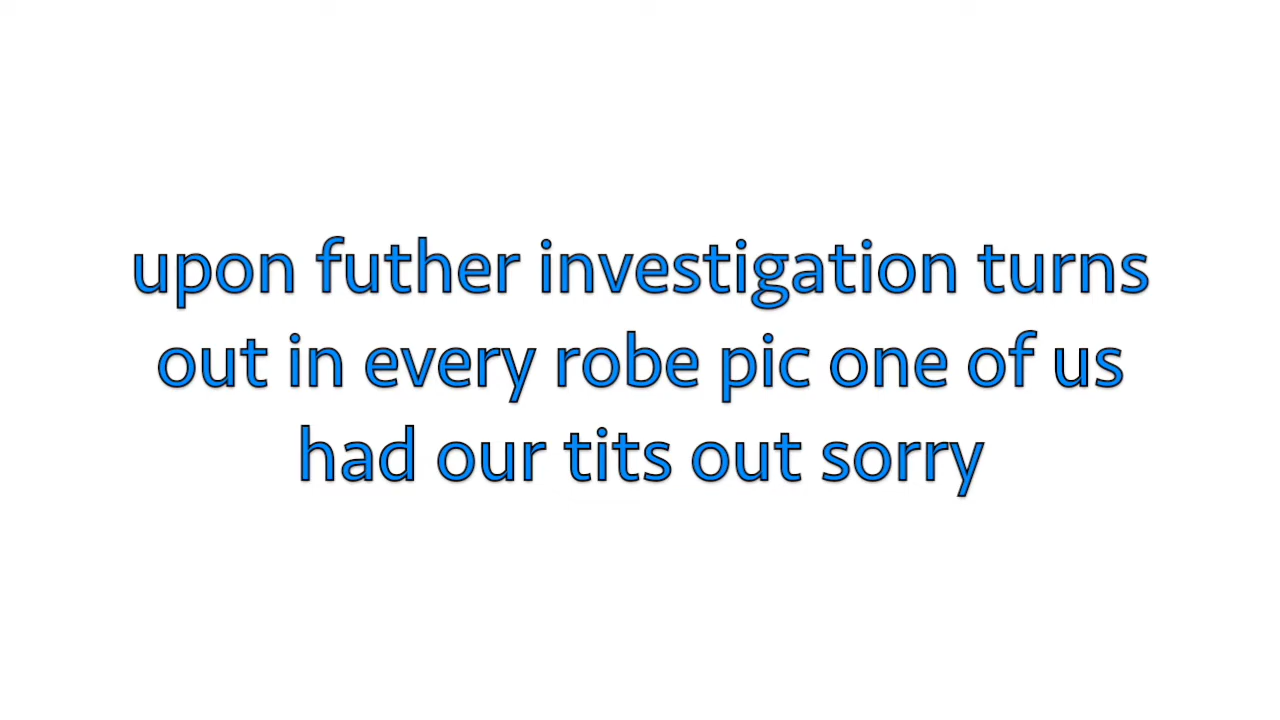 upon futher investigation turns
out in every robe pic one of us
had our tits out sorry